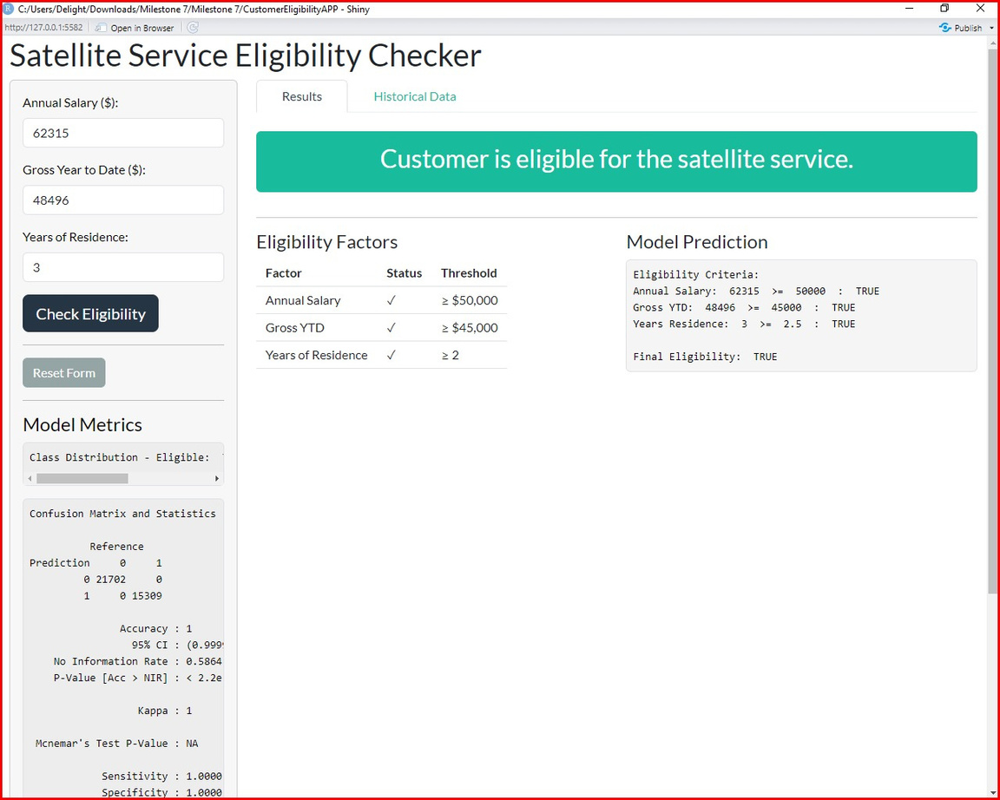 C:/Users/Delight/Downloads/Milestone 7/Milestone 7/CustomerEligibilityAPP - Shiny
http://127.0.0.1:5582 Open in Browser Publish
Satellite Service Eligibility Checker
Annual Salary ($):
62315
Gross Year to Date ($):
48496
Years of Residence:
3
Check Eligibility
Reset Form
Model Metrics
Class Distribution - Eligible:
Confusion Matrix and Statistics
Reference
Prediction 0 1
0 21702 0
1 0 15309
Accuracy : 1
95% CI : (0.999
No Information Rate : 0.5864
P-Value [Acc > NIR] : < 2.2e
Kappa : 1
Mcnemar's Test P-Value : NA
Sensitivity : 1.0000
Specificity : 1.0000
Results Historical Data
Customer is eligible for the satellite service.
Eligibility Factors
Factor Status Threshold
Annual Salary ✓ ≥ $50,000
Gross YTD ✓ ≥ $45,000
Years of Residence ✓ ≥ 2
Model Prediction
Eligibility Criteria:
Annual Salary: 62315 >= 50000 : TRUE
Gross YTD: 48496 >= 45000 : TRUE
Years Residence: 3 >= 2.5 : TRUE
Final Eligibility: TRUE